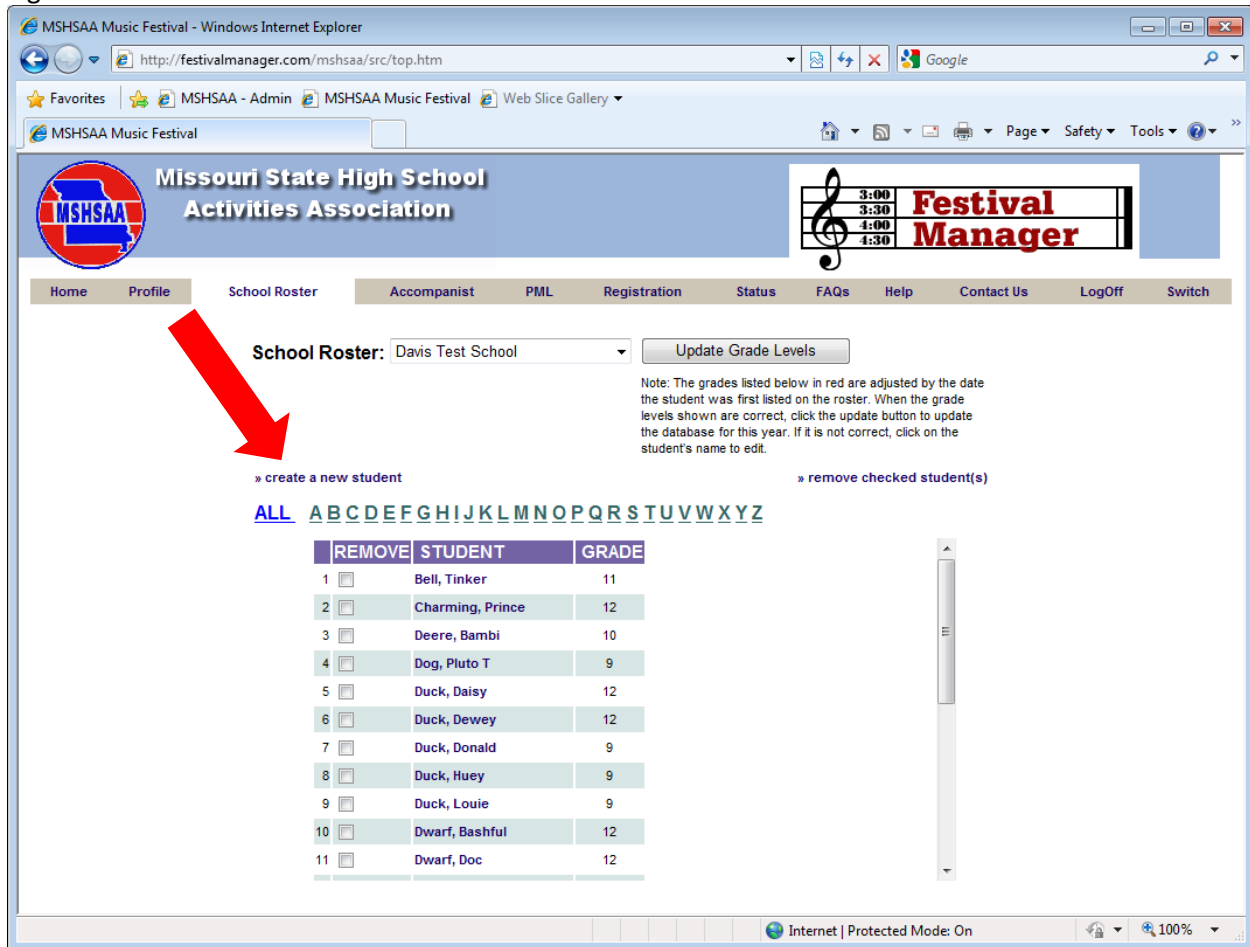 MSHSAA Music Festival - Windows Internet Explorer
http://festivalmanager.com/mshsaa/src/top.htm
Google
Favorites MSHSAA - Admin MSHSAA Music Festival Web Slice Gallery
MSHSAA Music Festival Page Safety Tools
Missouri State High School
Activities Association
MSHSAA
3:00
3:30
4:00
4:30
Festival
Manager
Home Profile School Roster Accompanist PML Registration Status FAQs Help Contact Us LogOff Switch
School Roster: Davis Test School Update Grade Levels
Note: The grades listed below in red are adjusted by the date
the student was first listed on the roster. When the grade
levels shown are correct, click the update button to update
the database for this year. If it is not correct, click on the
student's name to edit.
» create a new student » remove checked student(s)
ALL A B C D E F G H I J K L M N O P Q R S T U V W X Y Z
REMOVE STUDENT GRADE
1 Bell, Tinker 11
2 Charming, Prince 12
3 Deere, Bambi 10
4 Dog, Pluto T 9
5 Duck, Daisy 12
6 Duck, Dewey 12
7 Duck, Donald 9
8 Duck, Huey 9
9 Duck, Louie 9
10 Dwarf, Bashful 12
11 Dwarf, Doc 12
Internet | Protected Mode: On 100%